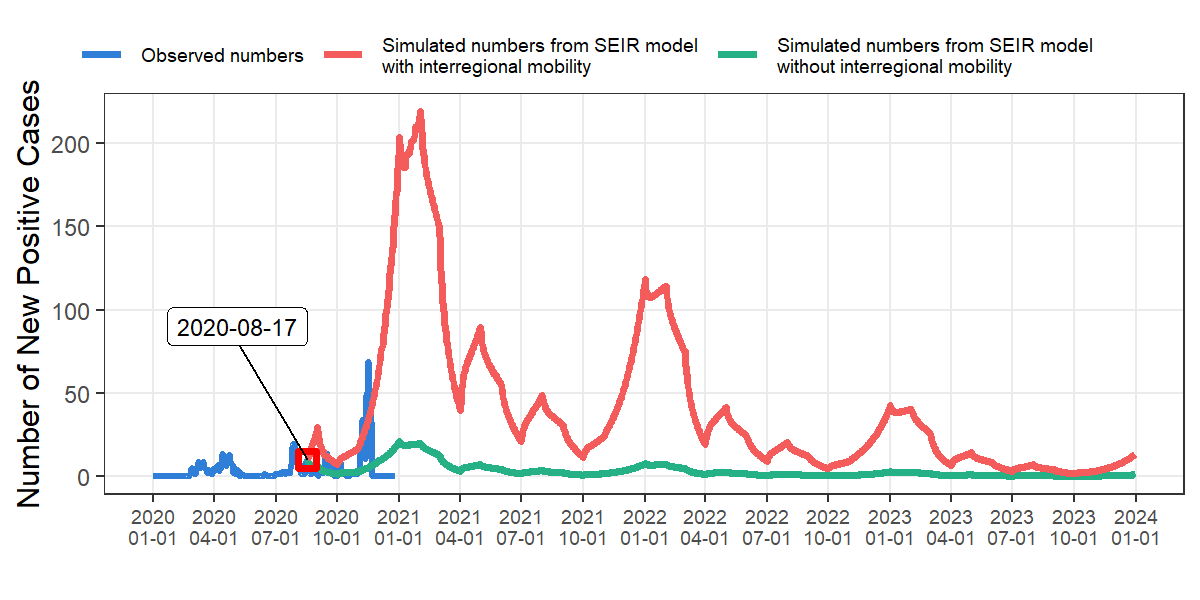 Observed numbers
Simulated numbers from SEIR model
with interregional mobility
Simulated numbers from SEIR model
without interregional mobility
Number of New Positive Cases
200
150
100
50
0
2020-08-17
2020 2020 2020 2020 2021 2021 2021 2021 2022 2022 2022 2022 2023 2023 2023 2023 2024
01-01 04-01 07-01 10-01 01-01 04-01 07-01 10-01 01-01 04-01 07-01 10-01 01-01 04-01 07-01 10-01 01-01